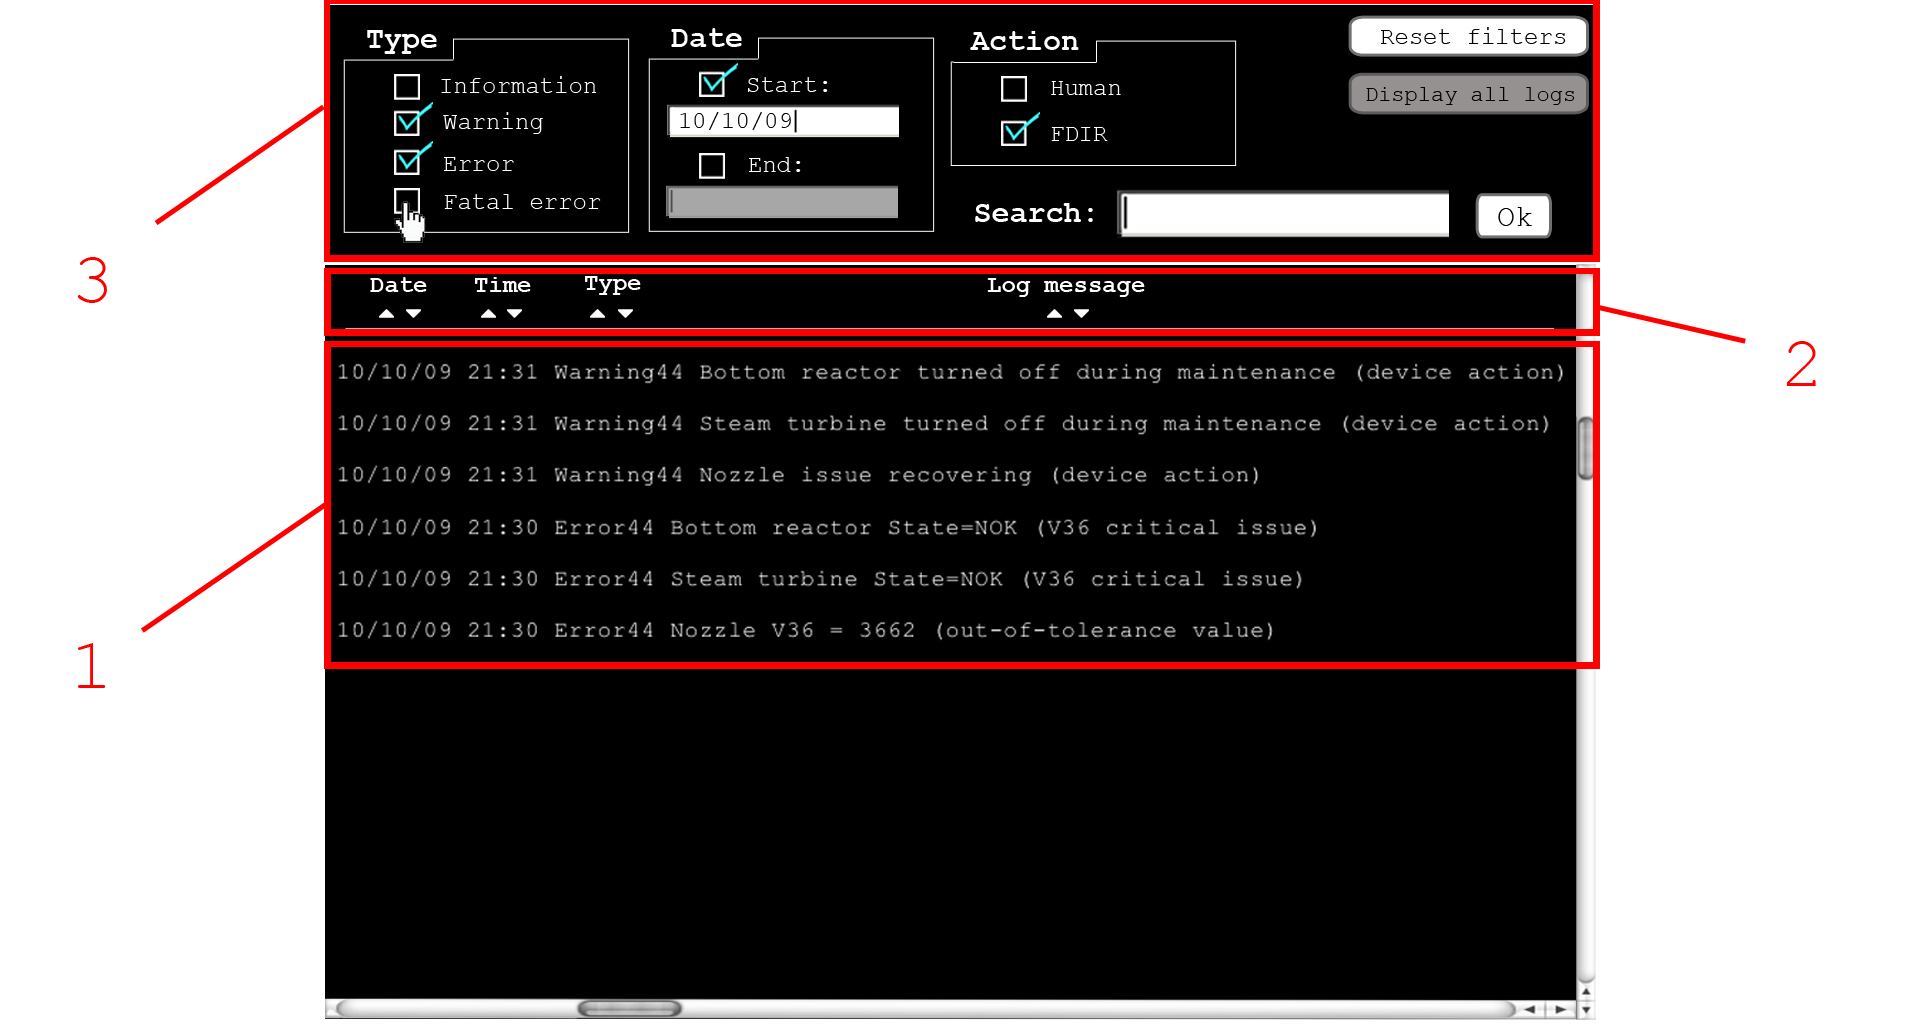 Type
Information
Warning
Error
Fatal error
Date
Start:
10/10/09
End:
Action
Human
FDIR
Reset filters
Display all logs
Search:
Ok
3
Date Time Type Log message
2
10/10/09 21:31 Warning44 Bottom reactor turned off during maintenance (device action)
10/10/09 21:31 Warning44 Steam turbine turned off during maintenance (device action)
10/10/09 21:31 Warning44 Nozzle issue recovering (device action)
10/10/09 21:30 Error44 Bottom reactor State=NOK (V36 critical issue)
10/10/09 21:30 Error44 Steam turbine State=NOK (V36 critical issue)
10/10/09 21:30 Error44 Nozzle V36 = 3662 (out-of-tolerance value)
1